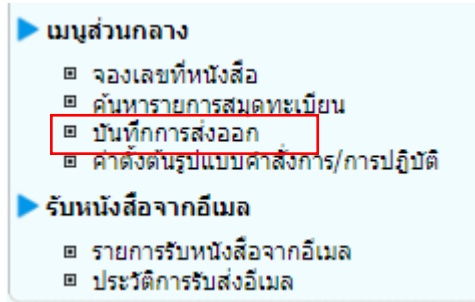 เมนูส่วนกลาง
จองเลขที่หนังสือ
ค้นหารายการสมุดทะเบียน
บันทึกการส่งออก
ค่าตั้งต้นรูปแบบคำสั่งการ/การปฏิบัติ
รับหนังสือจากอีเมล
รายการรับหนังสือจากอีเมล
ประวัติการรับส่งอีเมล